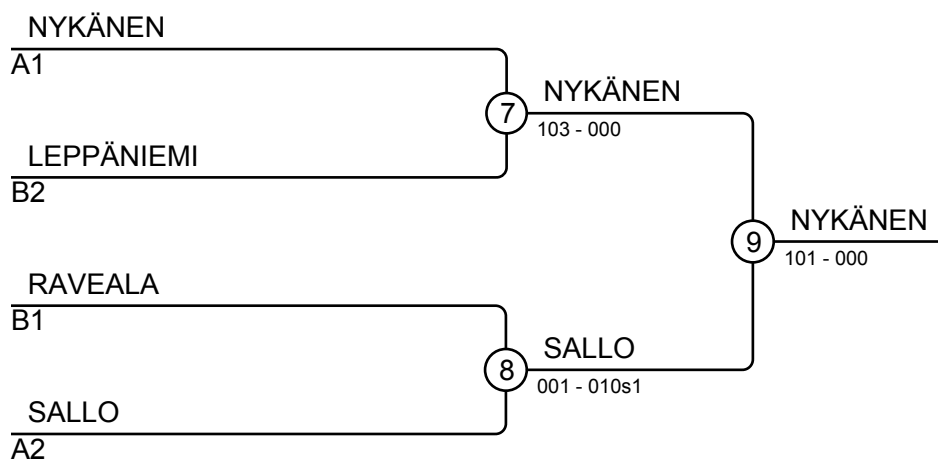 NYKÄNEN
A1
7
NYKÄNEN
103 - 000
LEPPÄNIEMI
B2
9
NYKÄNEN
101 - 000
RAVEALA
B1
8
SALLO
001 - 010s1
SALLO
A2